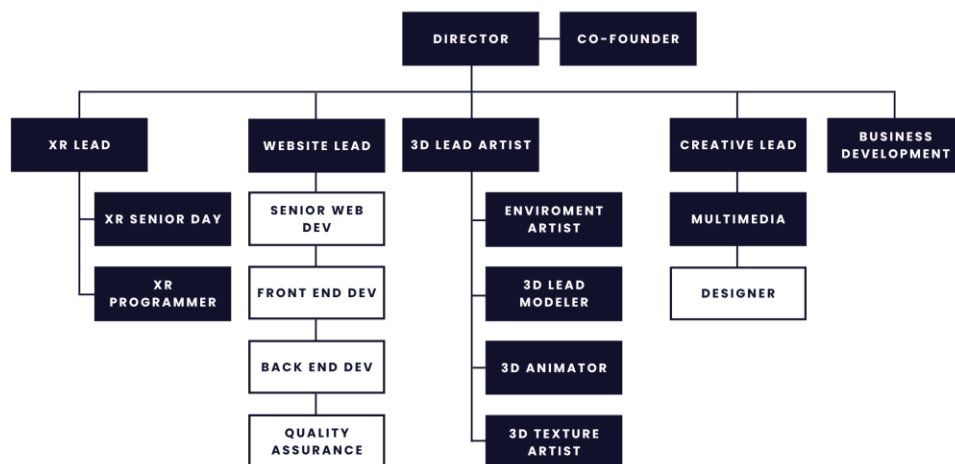 DIRECTOR
CO-FOUNDER
XR LEAD
WEBSITE LEAD
3D LEAD ARTIST
CREATIVE LEAD
BUSINESS
DEVELOPMENT
XR SENIOR DAY
SENIOR WEB
DEV
ENVIROMENT
ARTIST
MULTIMEDIA
XR
PROGRAMMER
FRONT END DEV
3D LEAD
MODELER
DESIGNER
BACK END DEV
3D ANIMATOR
QUALITY
ASSURANCE
3D TEXTURE
ARTIST